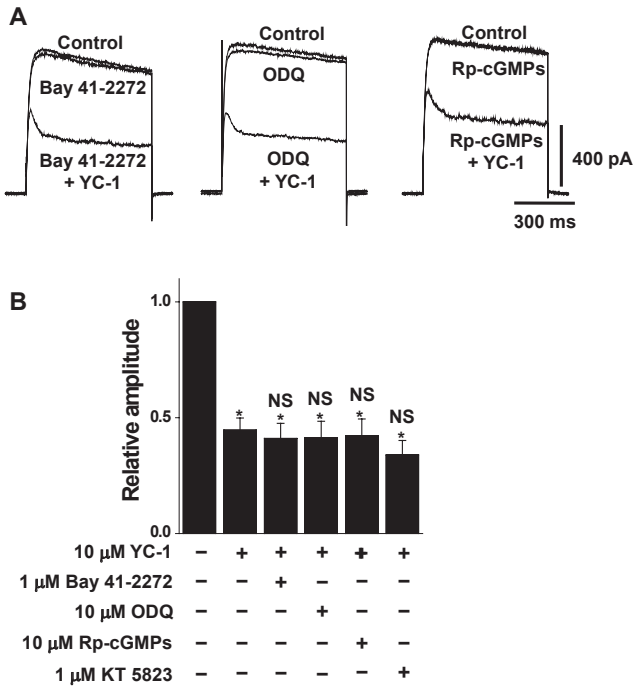 A
Control
Bay 41-2272
Bay 41-2272
+ YC-1
Control
ODQ
ODQ
+ YC-1
Control
Rp-cGMPs
Rp-cGMPs
+ YC-1
400 pA
300 ms
B
Relative amplitude
1.0
0.5
0.0
*
NS
*
NS
*
NS
*
NS
*
10 μM YC-1 – + + + + +
1 μM Bay 41-2272 – – + – – –
10 μM ODQ – – – + – –
10 μM Rp-cGMPs – – – – + –
1 μM KT 5823 – – – – – +